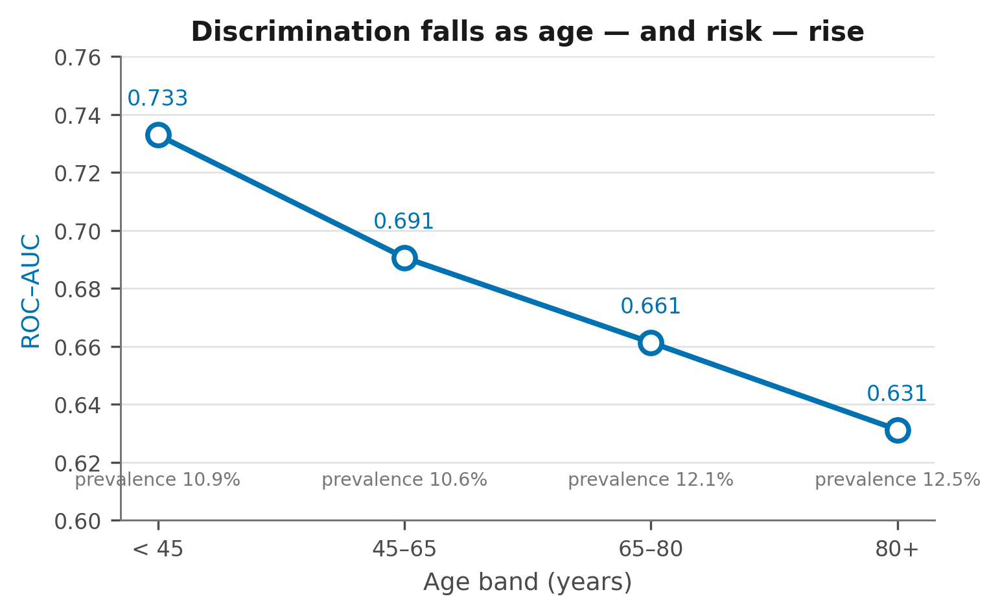 Discrimination falls as age — and risk — rise
ROC–AUC
0.76
0.74
0.72
0.70
0.68
0.66
0.64
0.62
0.60
0.733
0.691
0.661
0.631
prevalence 10.9%
prevalence 10.6%
prevalence 12.1%
prevalence 12.5%
< 45
45–65
65–80
80+
Age band (years)